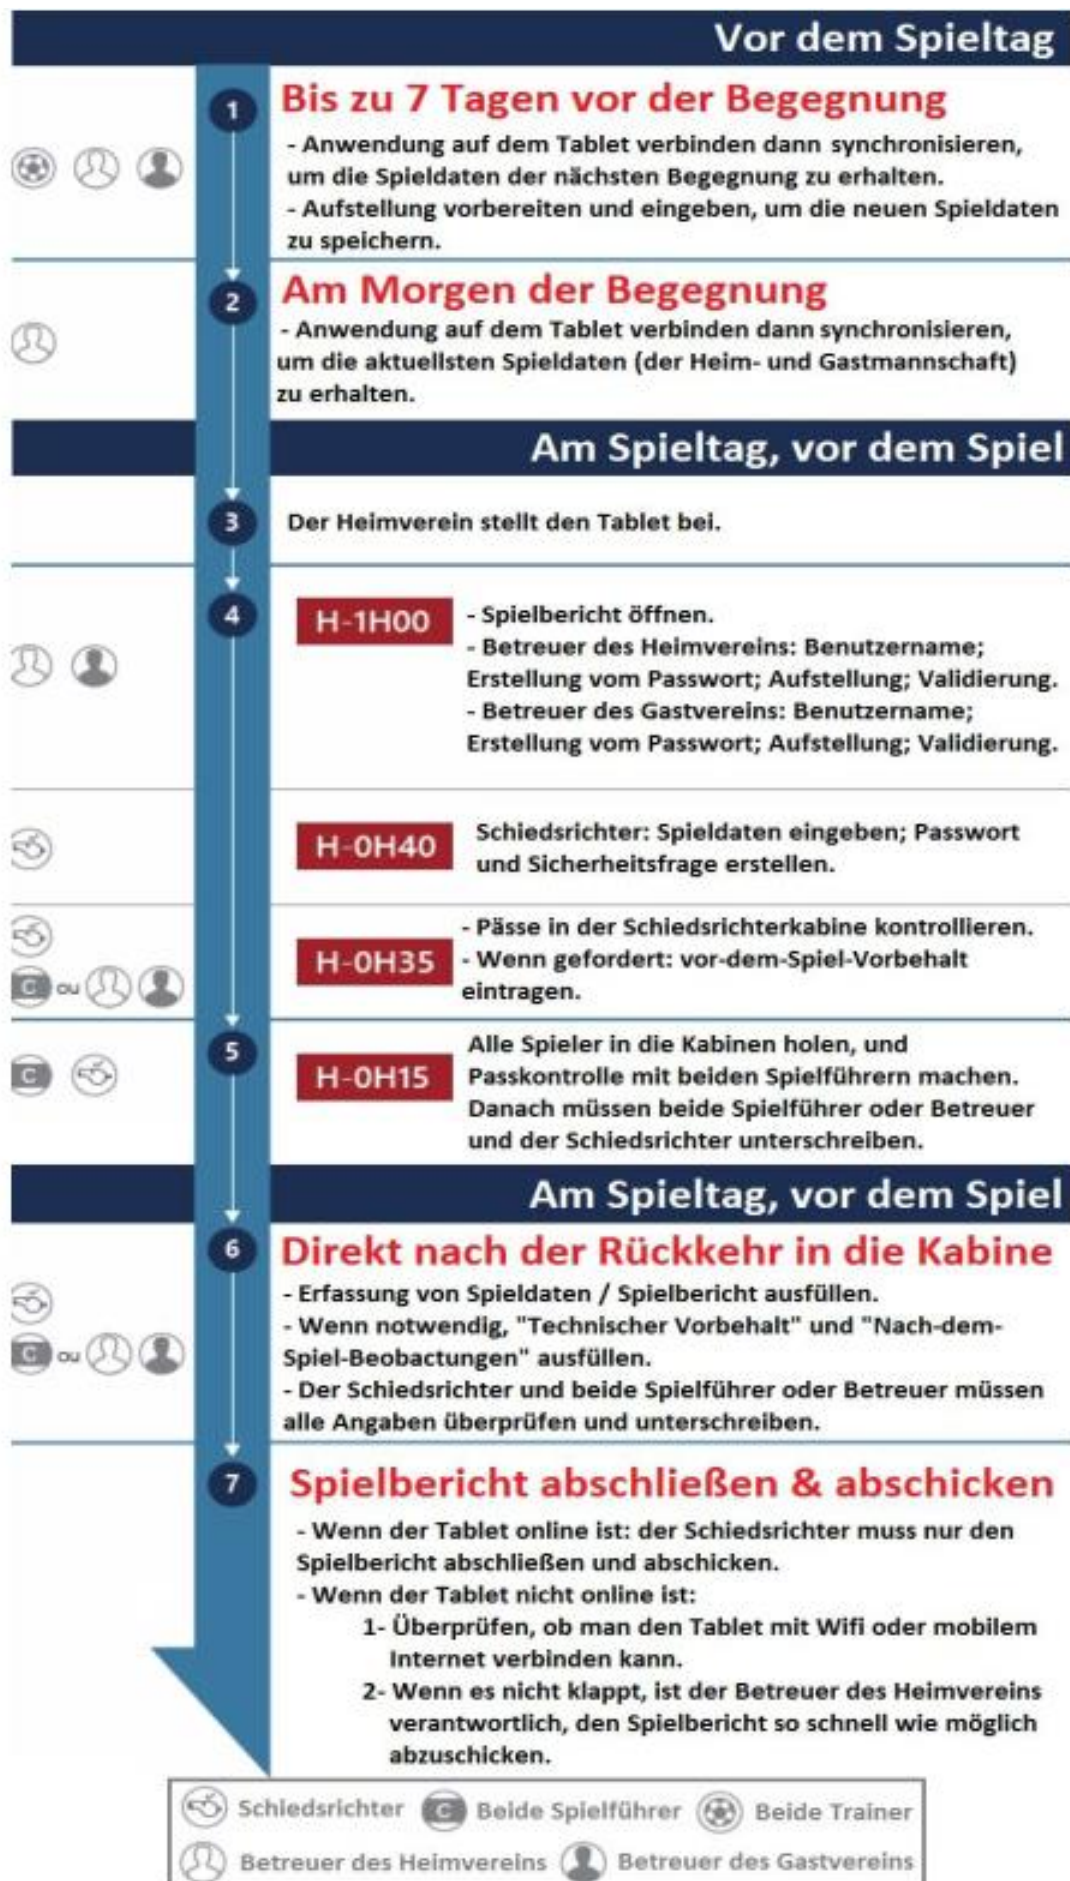 Vor dem Spieltag
1
Bis zu 7 Tagen vor der Begegnung
- Anwendung auf dem Tablet verbinden dann synchronisieren,
um die Spieldaten der nächsten Begegnung zu erhalten.
- Aufstellung vorbereiten und eingeben, um die neuen Spieldaten
zu speichern.
2
Am Morgen der Begegnung
- Anwendung auf dem Tablet verbinden dann synchronisieren,
um die aktuellsten Spieldaten (der Heim- und Gastmannschaft)
zu erhalten.
Am Spieltag, vor dem Spiel
3
Der Heimverein stellt den Tablet bei.
4
H-1H00
- Spielbericht öffnen.
- Betreuer des Heimvereins: Benutzername;
Erstellung vom Passwort; Aufstellung; Validierung.
- Betreuer des Gastvereins: Benutzername;
Erstellung vom Passwort; Aufstellung; Validierung.
H-0H40
Schiedsrichter: Spieldaten eingeben; Passwort
und Sicherheitsfrage erstellen.
C ou
H-0H35
- Pässe in der Schiedsrichterkabine kontrollieren.
- Wenn gefordert: vor-dem-Spiel-Vorbehalt
eintragen.
C
5
H-0H15
Alle Spieler in die Kabinen holen, und
Passkontrolle mit beiden Spielführern machen.
Danach müssen beide Spielführer oder Betreuer
und der Schiedsrichter unterschreiben.
Am Spieltag, vor dem Spiel
6
Direkt nach der Rückkehr in die Kabine
- Erfassung von Spieldaten / Spielbericht ausfüllen.
- Wenn notwendig, "Technischer Vorbehalt" und "Nach-dem-
Spiel-Beobactungen" ausfüllen.
- Der Schiedsrichter und beide Spielführer oder Betreuer müssen
alle Angaben überprüfen und unterschreiben.
C ou
7
Spielbericht abschließen & abschicken
- Wenn der Tablet online ist: der Schiedsrichter muss nur den
Spielbericht abschließen und abschicken.
- Wenn der Tablet nicht online ist:
1- Überprüfen, ob man den Tablet mit Wifi oder mobilem
Internet verbinden kann.
2- Wenn es nicht klappt, ist der Betreuer des Heimvereins
verantwortlich, den Spielbericht so schnell wie möglich
abzuschicken.
Schiedsrichter C Beide Spielführer Beide Trainer
Betreuer des Heimvereins Betreuer des Gastvereins